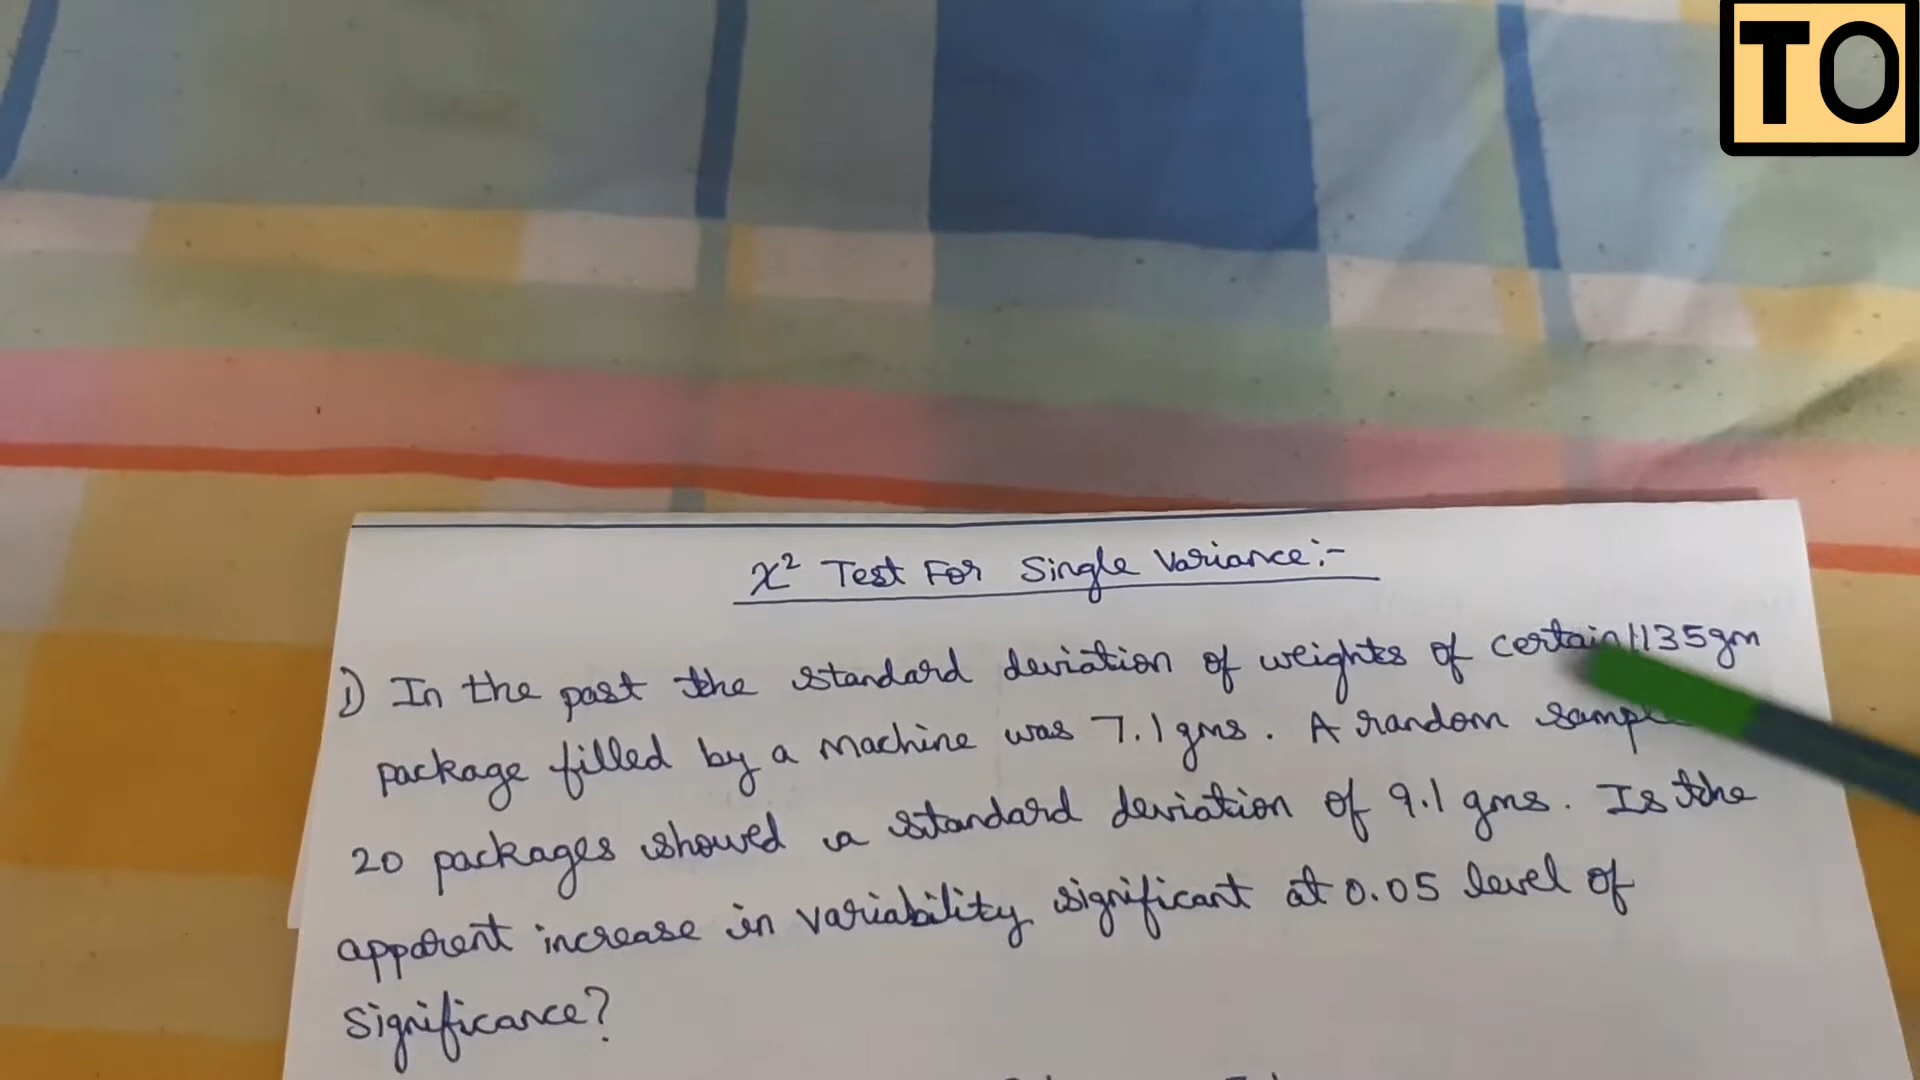 TO
χ² Test For Single Variance:-
1) In the past the standard deviation of weights of certain 1135gm
package filled by a machine was 7.1 gms. A random
20 packages showed a standard deviation of 9.1 gms. Is the
apparent increase in variability significant at 0.05 level of
significance?